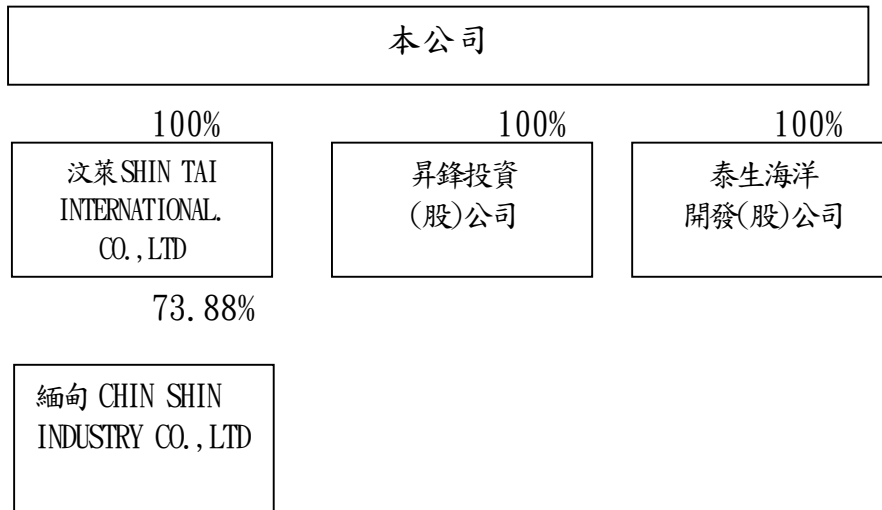 本公司
100% 100% 100%
汶萊SHIN TAI
INTERNATIONAL.
CO.,LTD
昇鋒投資
(股)公司
泰生海洋
開發(股)公司
73.88%
緬甸 CHIN SHIN
INDUSTRY CO.,LTD